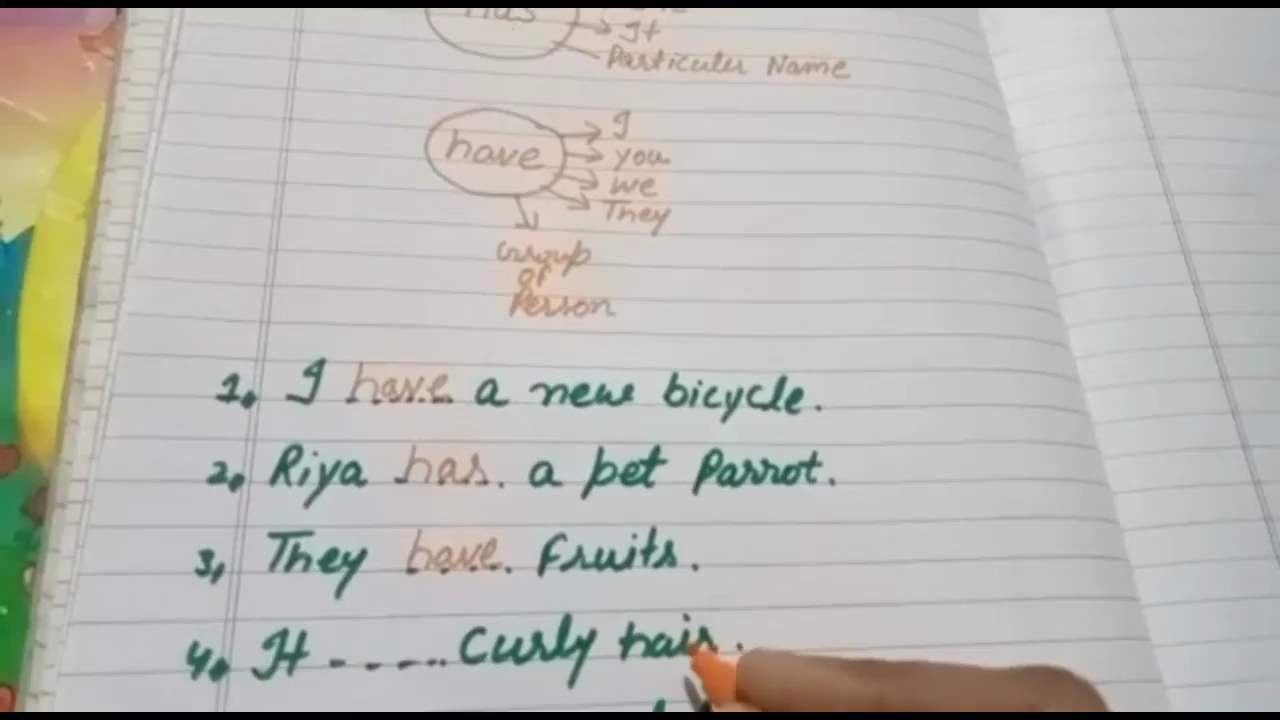 has
It
Particular Name
have
I
you
we
They
Group
of
Person
1. I have a new bicycle.
2. Riya has a pet Parrot.
3. They have fruits.
4. It ..... Curly hair.